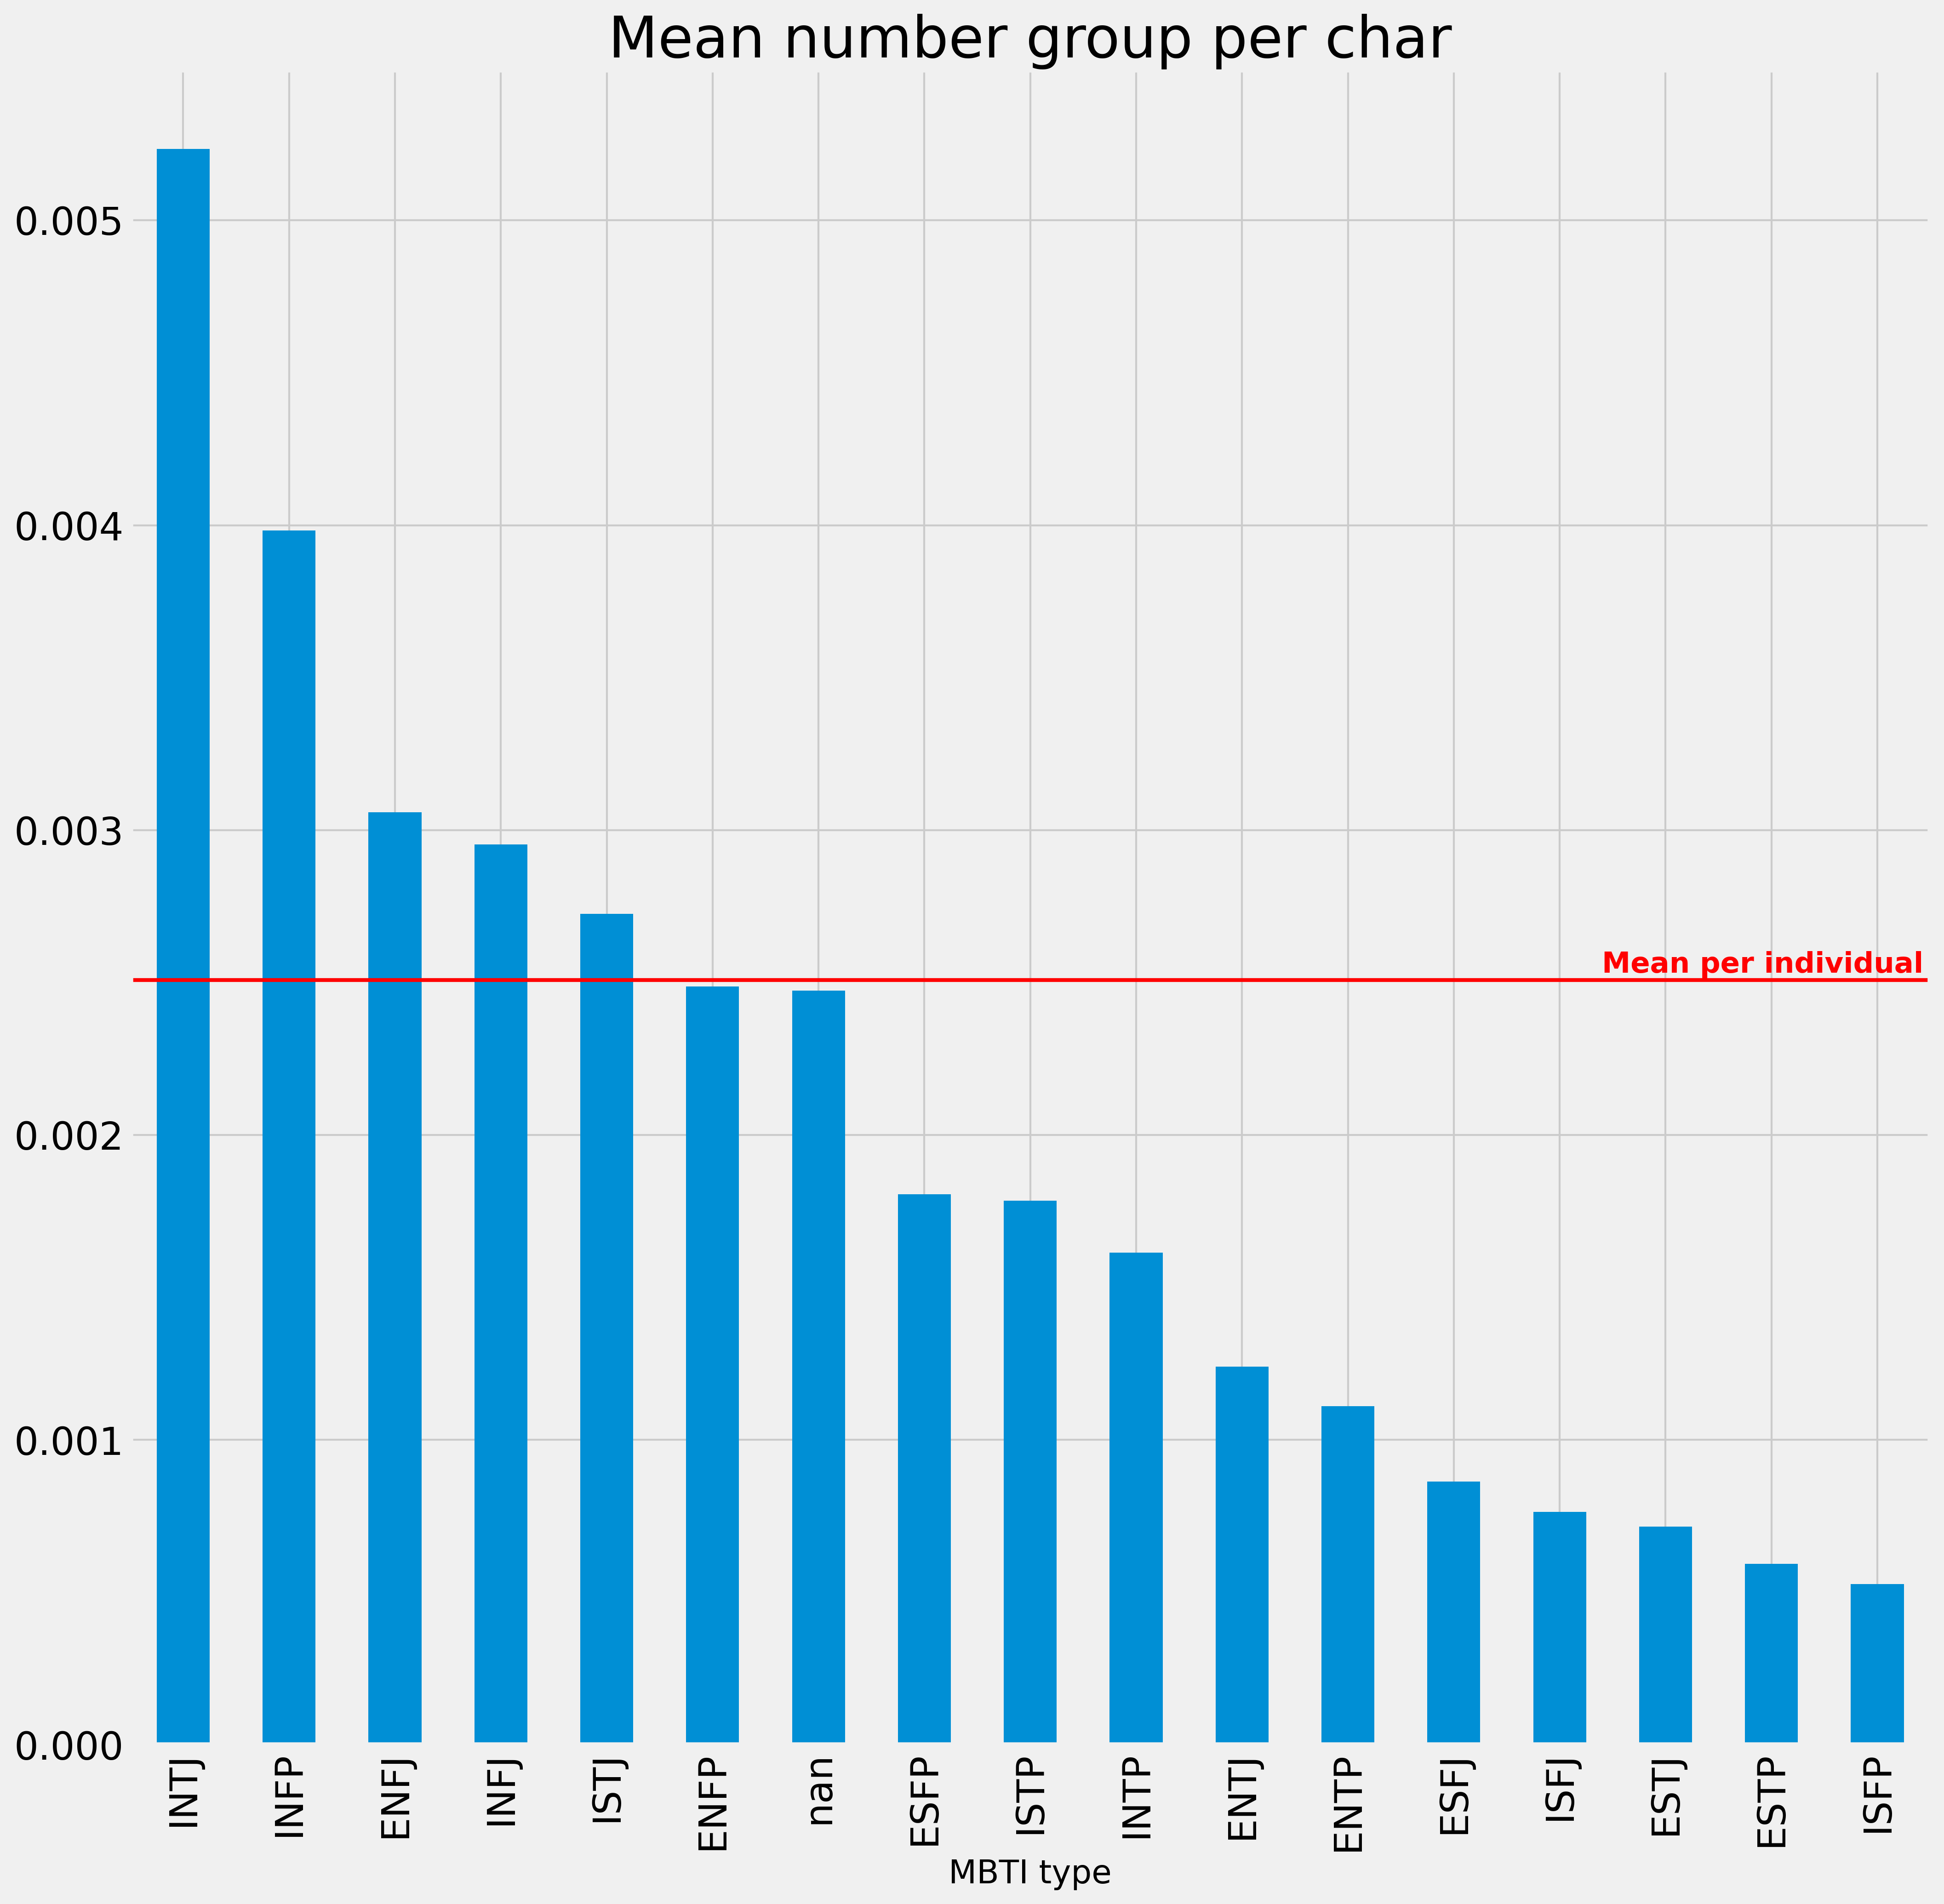 Mean number group per char
0.005
0.004
0.003
Mean per individual
0.002
0.001
0.000
INTJ
INFP
ENFJ
INFJ
ISTJ
ENFP
nan
ESFP
ISTP
INTP
ENTJ
ENTP
ESFJ
ISFJ
ESTJ
ESTP
ISFP
MBTI type